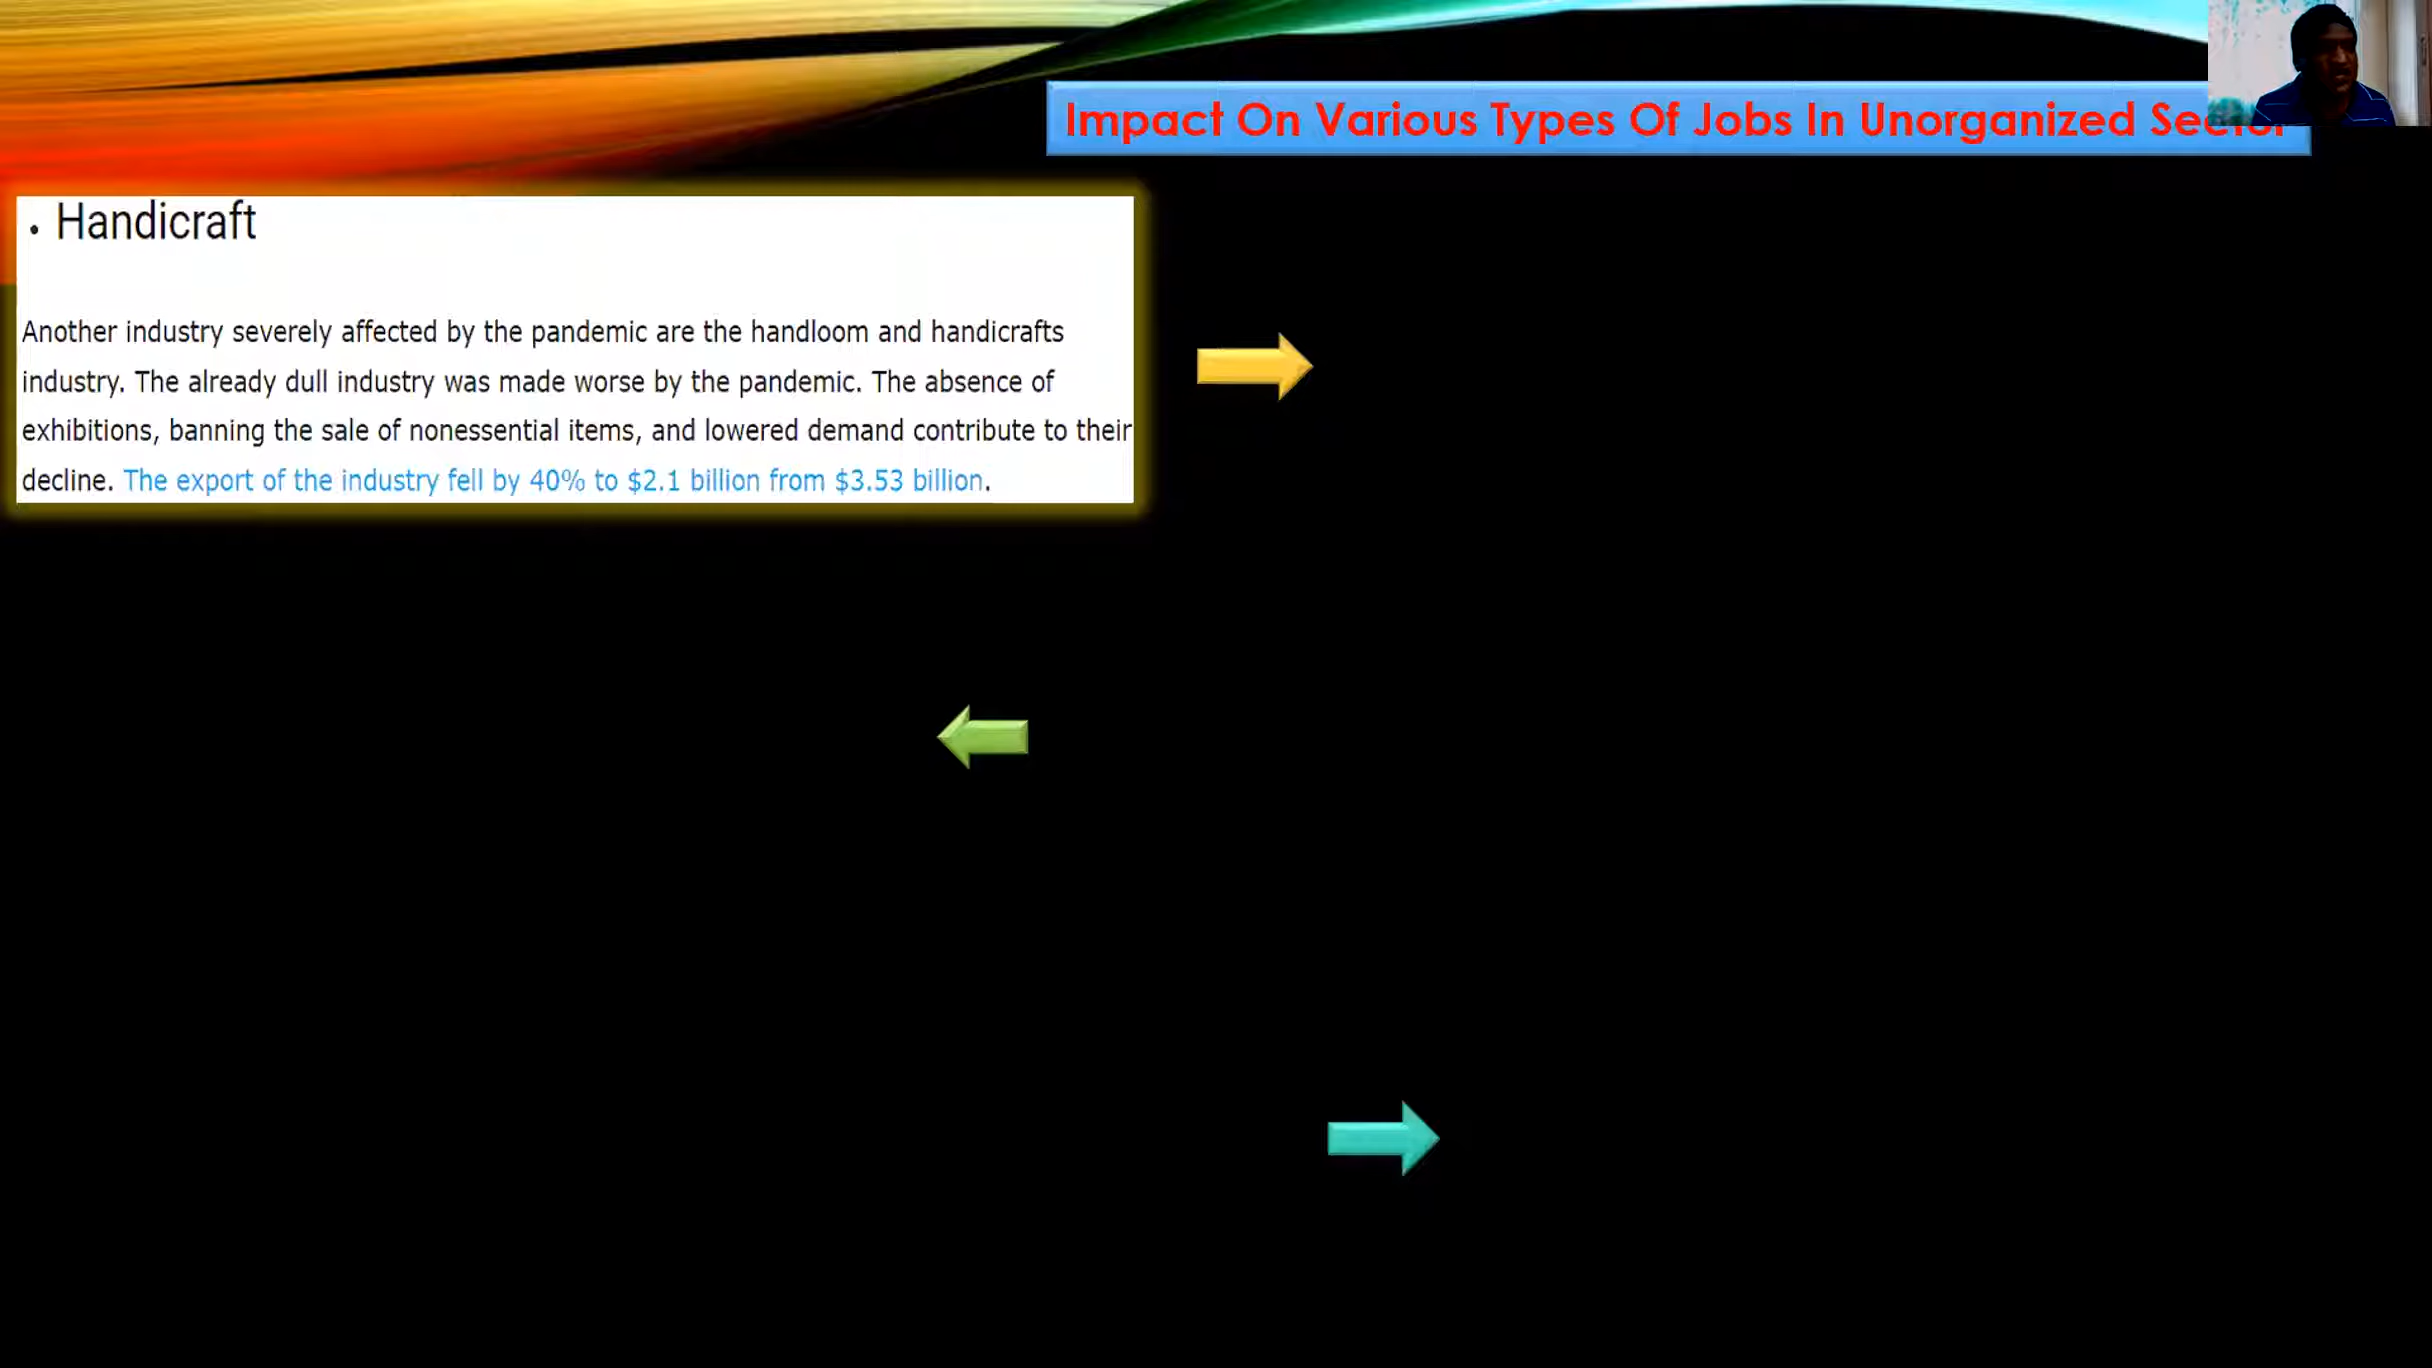 Impact On Various Types Of Jobs In Unorganized Sector
• Handicraft
Another industry severely affected by the pandemic are the handloom and handicrafts
industry. The already dull industry was made worse by the pandemic. The absence of
exhibitions, banning the sale of nonessential items, and lowered demand contribute to their
decline. The export of the industry fell by 40% to $2.1 billion from $3.53 billion.